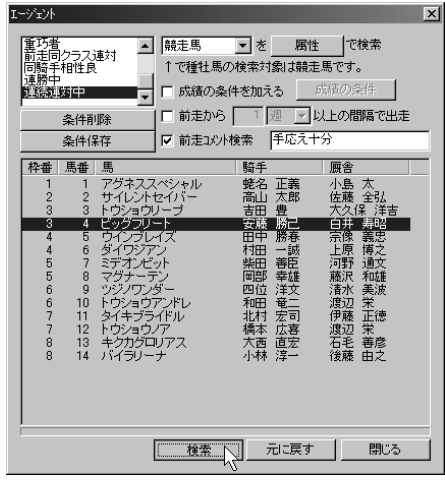 エージェント
重巧者
前走同クラス連対
同騎手相性良
連勝中
連続連対中
競走馬 を 属性 で検索
↑で種牡馬の検索対象は競走馬です。
成績の条件を加える 成績の条件
条件削除
前走から 1 週 以上の間隔で出走
条件保存
前走コメント検索 手応え十分
枠番 馬番 馬 騎手 厩舎
1 1 アグネススペシャル 蛯名 正義 小島 太
2 2 サイレントセイバー 高山 太郎 佐藤 全弘
3 3 トウショウリーブ 吉田 豊 大久保 洋吉
3 4 ビッグフリート 安藤 勝己 白井 寿昭
4 5 ウインブレイズ 田中 勝春 宗像 義忠
4 6 ダイワジアン 村田 一誠 上原 博之
5 7 ミデオンビット 柴田 善臣 河野 通文
5 8 マグナーテン 岡部 幸雄 藤沢 和雄
6 9 ツジノワンダー 四位 洋文 清水 美波
6 10 トウショウアンドレ 和田 竜二 渡辺 栄
7 11 タイキブライドル 北村 宏司 伊藤 正徳
7 12 トウショウノア 橋本 広喜 渡辺 栄
8 13 キクカグロリアス 大西 直宏 石毛 善彦
8 14 バイラリーナ 小林 淳一 後藤 由之
検索 元に戻す 閉じる